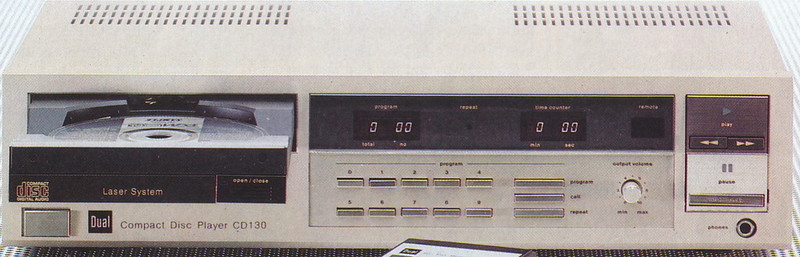 program
repeat
time counter
remote
0 00
0 00
total no
min sec
play
program
output volume
0 1 2 3 4
program
call
repeat
5 6 7 8 9
min max
pause
phones
open / close
COMPACT
disc
DIGITAL AUDIO
Laser System
Dual
Compact Disc Player CD130
Dual